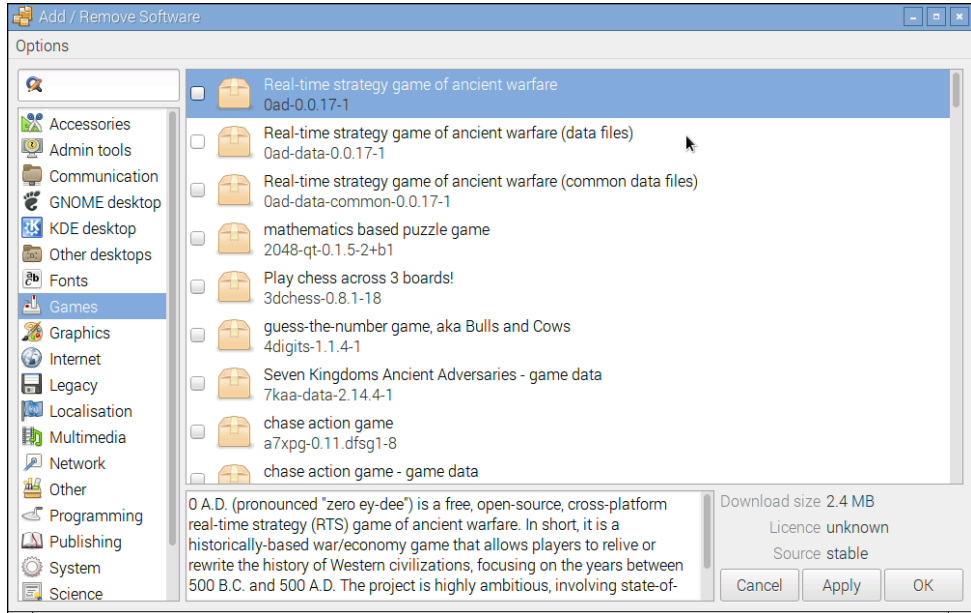 Add / Remove Software
Options
Accessories
Admin tools
Communication
GNOME desktop
KDE desktop
Other desktops
Fonts
Games
Graphics
Internet
Legacy
Localisation
Multimedia
Network
Other
Programming
Publishing
System
Science
Real-time strategy game of ancient warfare
0ad-0.0.17-1
Real-time strategy game of ancient warfare (data files)
0ad-data-0.0.17-1
Real-time strategy game of ancient warfare (common data files)
0ad-data-common-0.0.17-1
mathematics based puzzle game
2048-qt-0.1.5-2+b1
Play chess across 3 boards!
3dchess-0.8.1-18
guess-the-number game, aka Bulls and Cows
4digits-1.1.4-1
Seven Kingdoms Ancient Adversaries - game data
7kaa-data-2.14.4-1
chase action game
a7xpg-0.11.dfsg1-8
chase action game - game data
0 A.D. (pronounced "zero ey-dee") is a free, open-source, cross-platform
real-time strategy (RTS) game of ancient warfare. In short, it is a
historically-based war/economy game that allows players to relive or
rewrite the history of Western civilizations, focusing on the years between
500 B.C. and 500 A.D. The project is highly ambitious, involving state-of-
Download size 2.4 MB
Licence unknown
Source stable
Cancel
Apply
OK